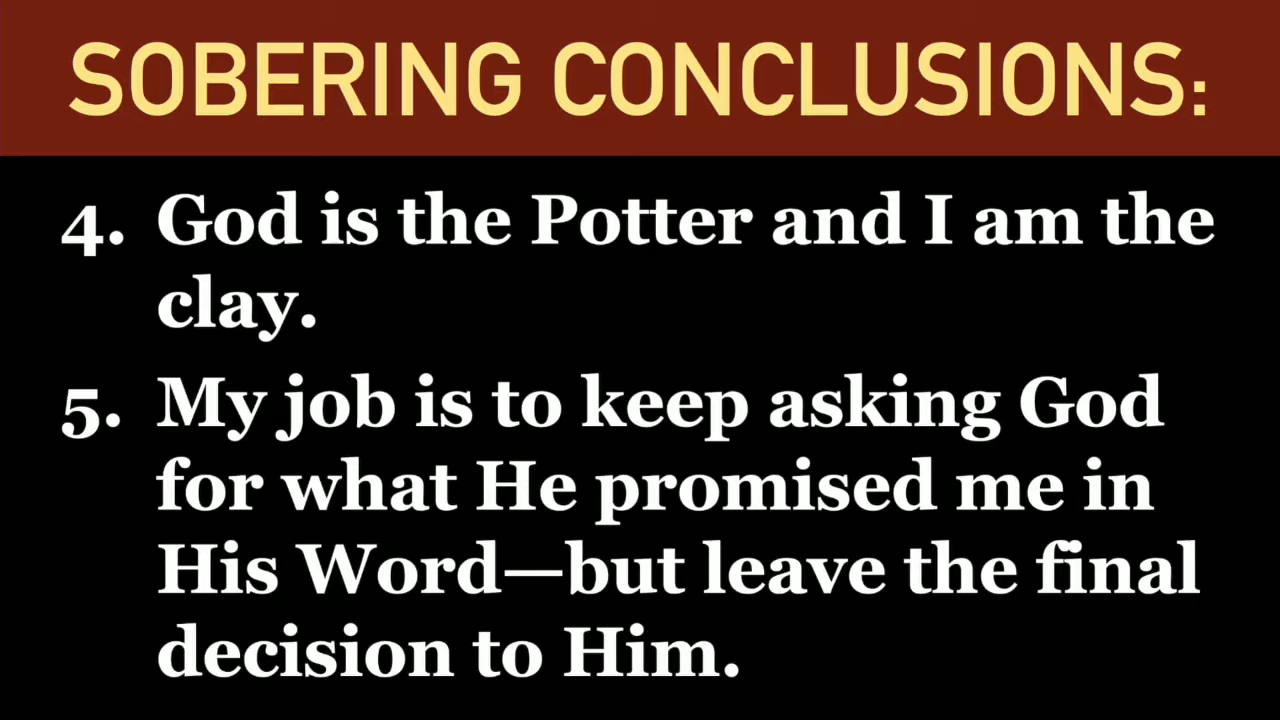 SOBERING CONCLUSIONS:
4. God is the Potter and I am the
clay.
5. My job is to keep asking God
for what He promised me in
His Word—but leave the final
decision to Him.